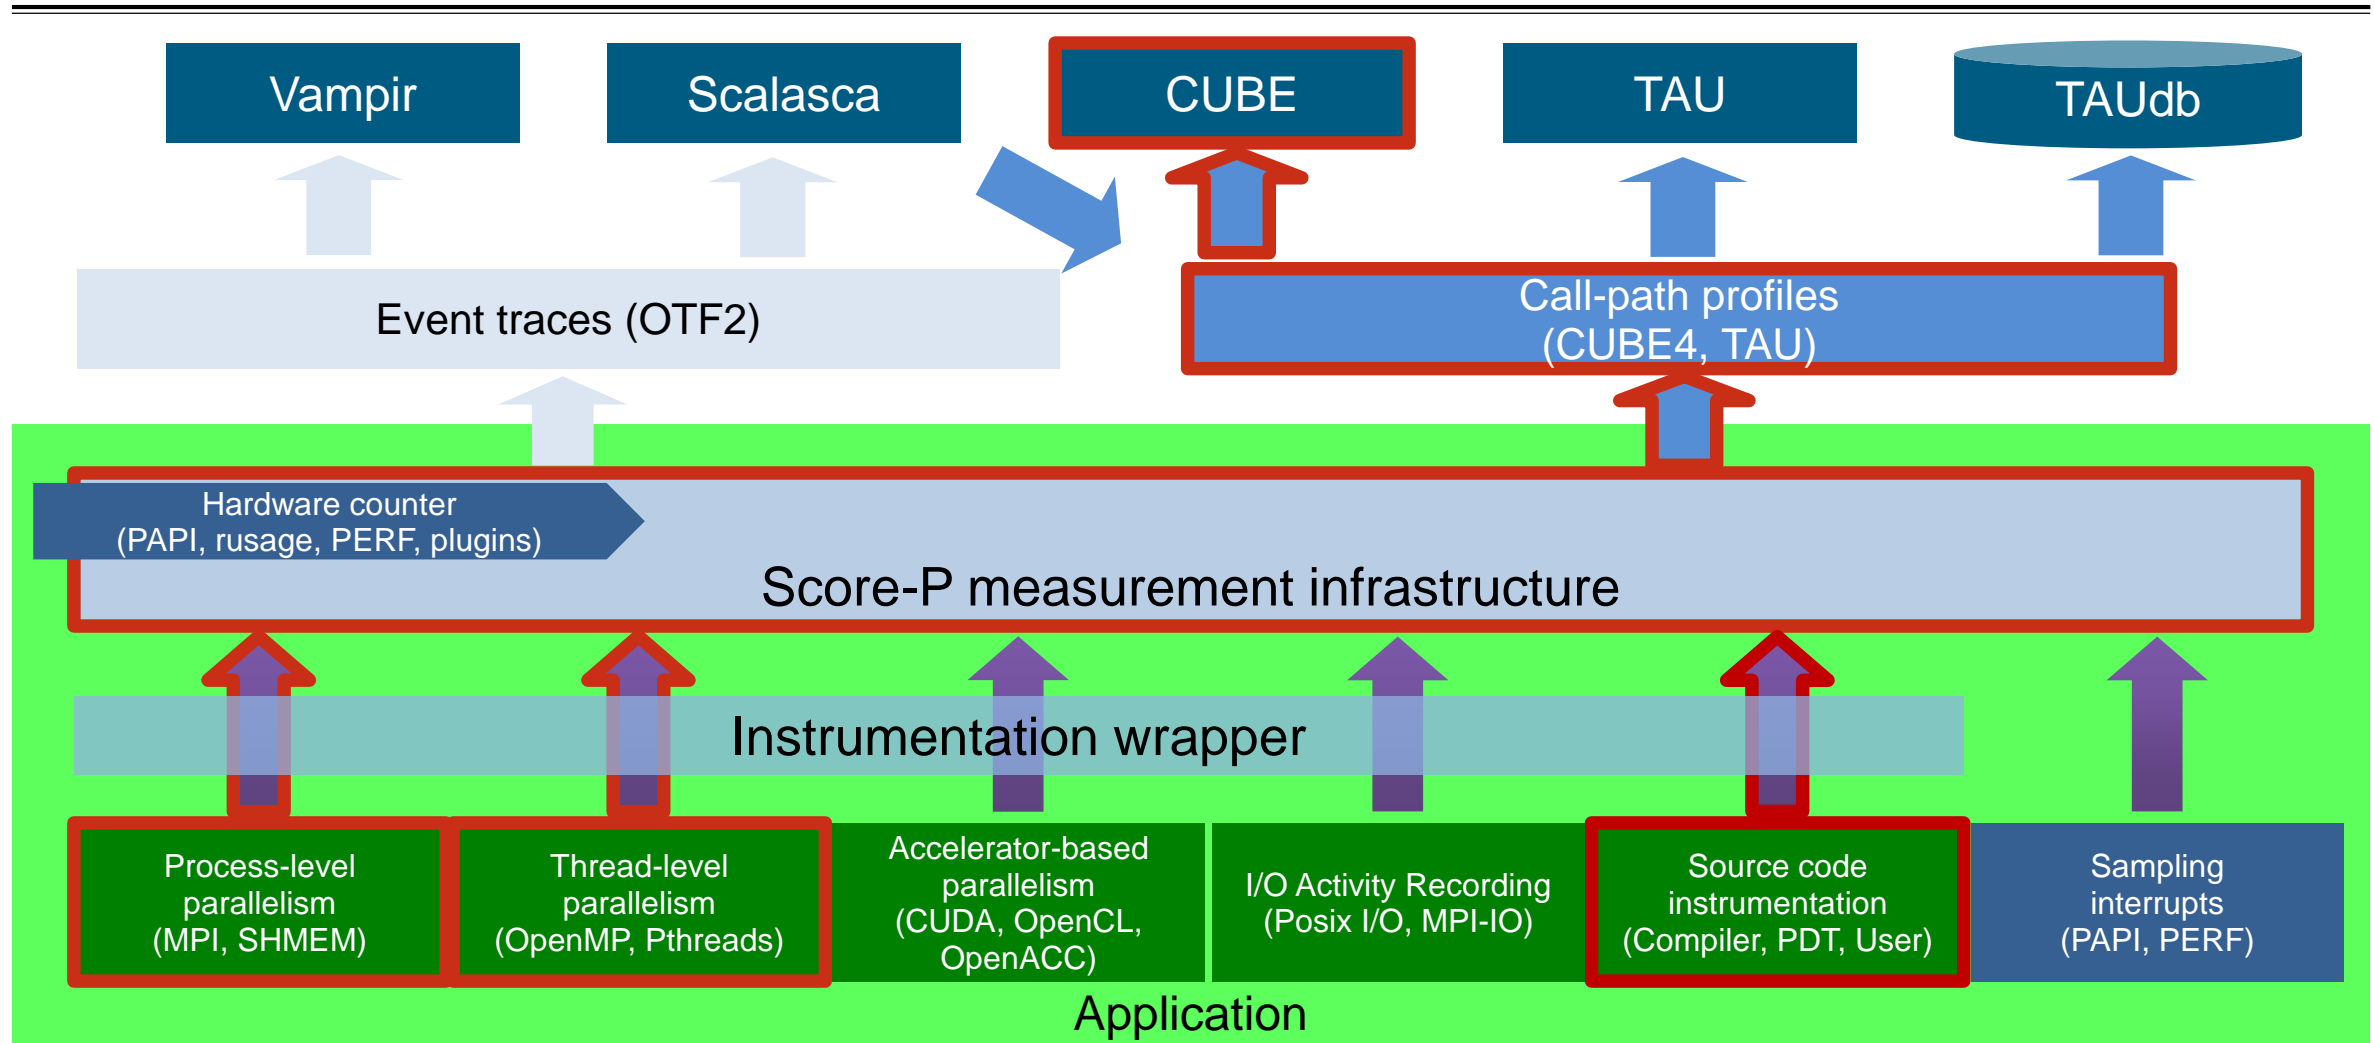 Vampir
Scalasca
CUBE
TAU
TAUdb
Event traces (OTF2)
Call-path profiles
(CUBE4, TAU)
Hardware counter
(PAPI, rusage, PERF, plugins)
Score-P measurement infrastructure
Instrumentation wrapper
Process-level
parallelism
(MPI, SHMEM)
Thread-level
parallelism
(OpenMP, Pthreads)
Accelerator-based
parallelism
(CUDA, OpenCL,
OpenACC)
I/O Activity Recording
(Posix I/O, MPI-IO)
Source code
instrumentation
(Compiler, PDT, User)
Sampling
interrupts
(PAPI, PERF)
Application